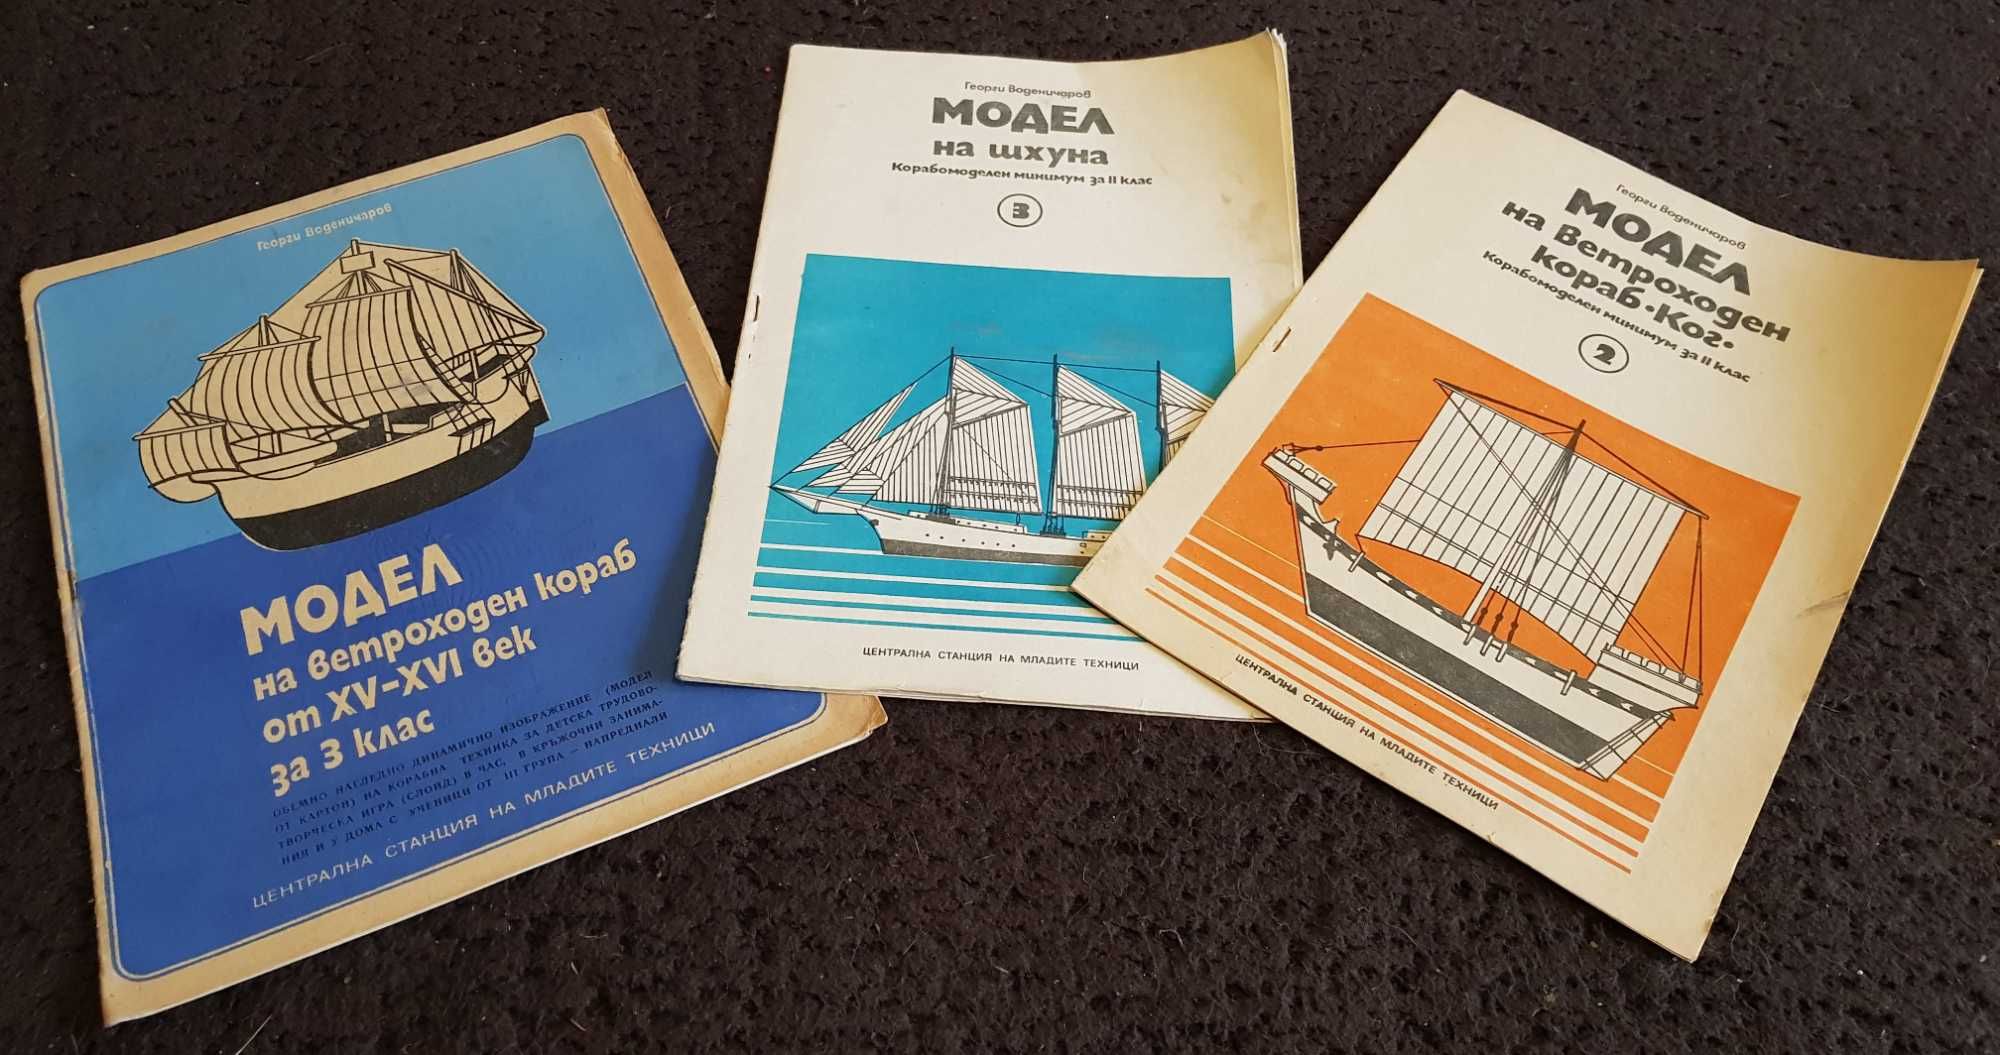 Георги Воденичаров
МОДЕЛ
на ветроходен кораб
от XV-XVI век
за 3 клас
ОБЕМНО НАГЛЕДНО ДИНАМИЧНО ИЗОБРАЖЕНИЕ (МОДЕЛ
ОТ КАРТОН) НА КОРАБНА ТЕХНИКА ЗА ДЕТСКА ТРУДОВО-
ТВОРЧЕСКА ИГРА (СЛОЙД) В ЧАС, В КРЪЖОЧНИ ЗАНИМА-
НИЯ И У ДОМА С УЧЕНИЦИ ОТ III ГРУПА – НАПРЕДНАЛИ
ЦЕНТРАЛНА СТАНЦИЯ НА МЛАДИТЕ ТЕХНИЦИ
Георги Воденичаров
МОДЕЛ
на шхуна
Корабомоделен минимум за II клас
3
ЦЕНТРАЛНА СТАНЦИЯ НА МЛАДИТЕ ТЕХНИЦИ
Георги Воденичаров
МОДЕЛ
на Ветроходен
кораб •Ког•
Корабомоделен минимум за II клас
2
ЦЕНТРАЛНА СТАНЦИЯ НА МЛАДИТЕ ТЕХНИЦИ